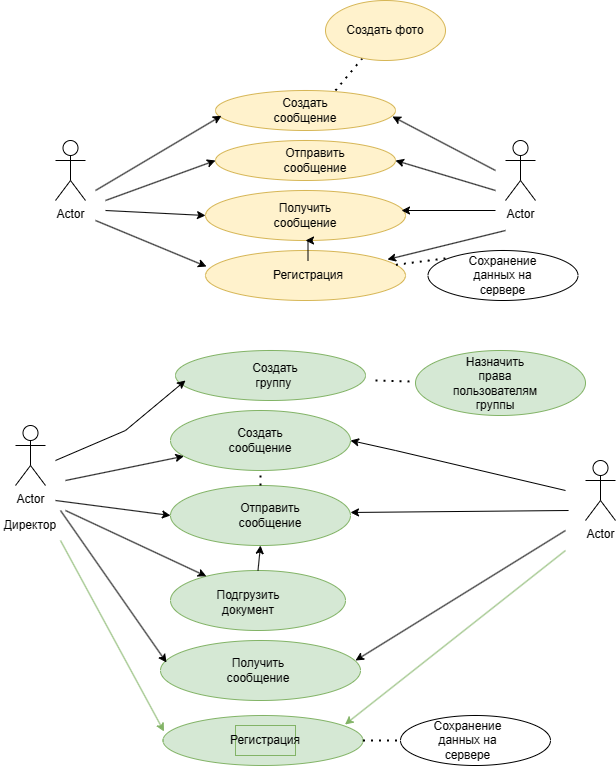 Создать фото
Создать
сообщение
Отправить
сообщение
Actor
Actor
Получить
сообщение
Регистрация
Сохранение
данных на
сервере
Создать
группу
Назначить
права
пользователям
группы
Создать
сообщение
Actor
Директор
Отправить
сообщение
Actor
Подгрузить
документ
Получить
сообщение
Регистрация
Сохранение
данных на
сервере